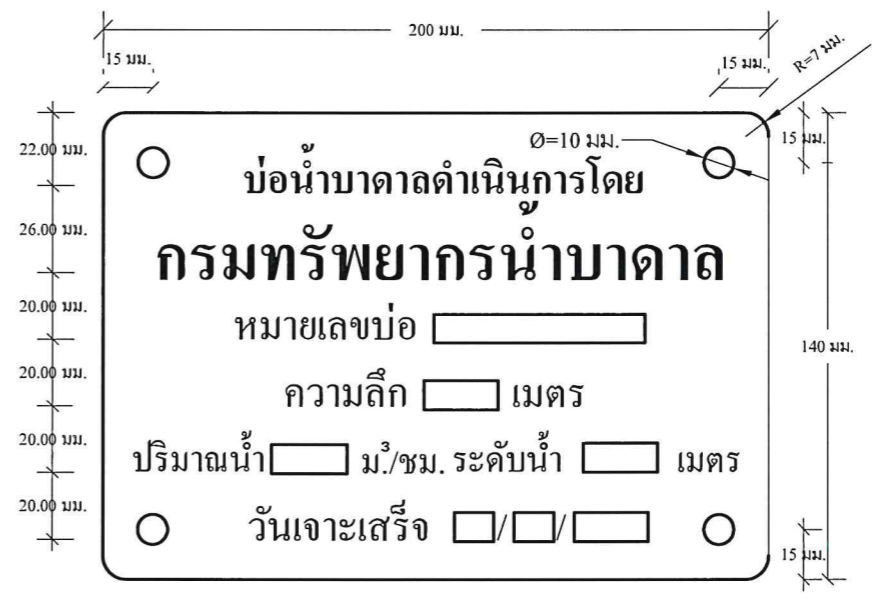 200 มม.
15 มม.
15 มม.
R=7 มม.
22.00 มม.
Ø=10 มม.
15 มม.
บ่อน้ำบาดาลดำเนินการโดย
26.00 มม.
กรมทรัพยากรน้ำบาดาล
20.00 มม.
หมายเลขบ่อ
140 มม.
20.00 มม.
ความลึก เมตร
20.00 มม.
ปริมาณน้ำ ม³./ชม. ระดับน้ำ เมตร
20.00 มม.
วันเจาะเสร็จ / /
15 มม.